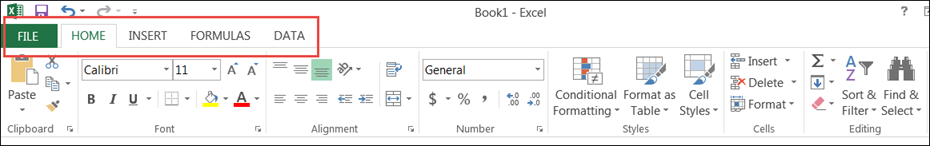 Book1 - Excel ?
FILE HOME INSERT FORMULAS DATA
Calibri 11 A A General Σ Insert A Z
Paste Conditional Formatting Format as Table Cell Styles Delete Sort & Filter Find & Select
B I U A $ % , .00 .0 Format
Clipboard Font Alignment Number Styles Cells Editing